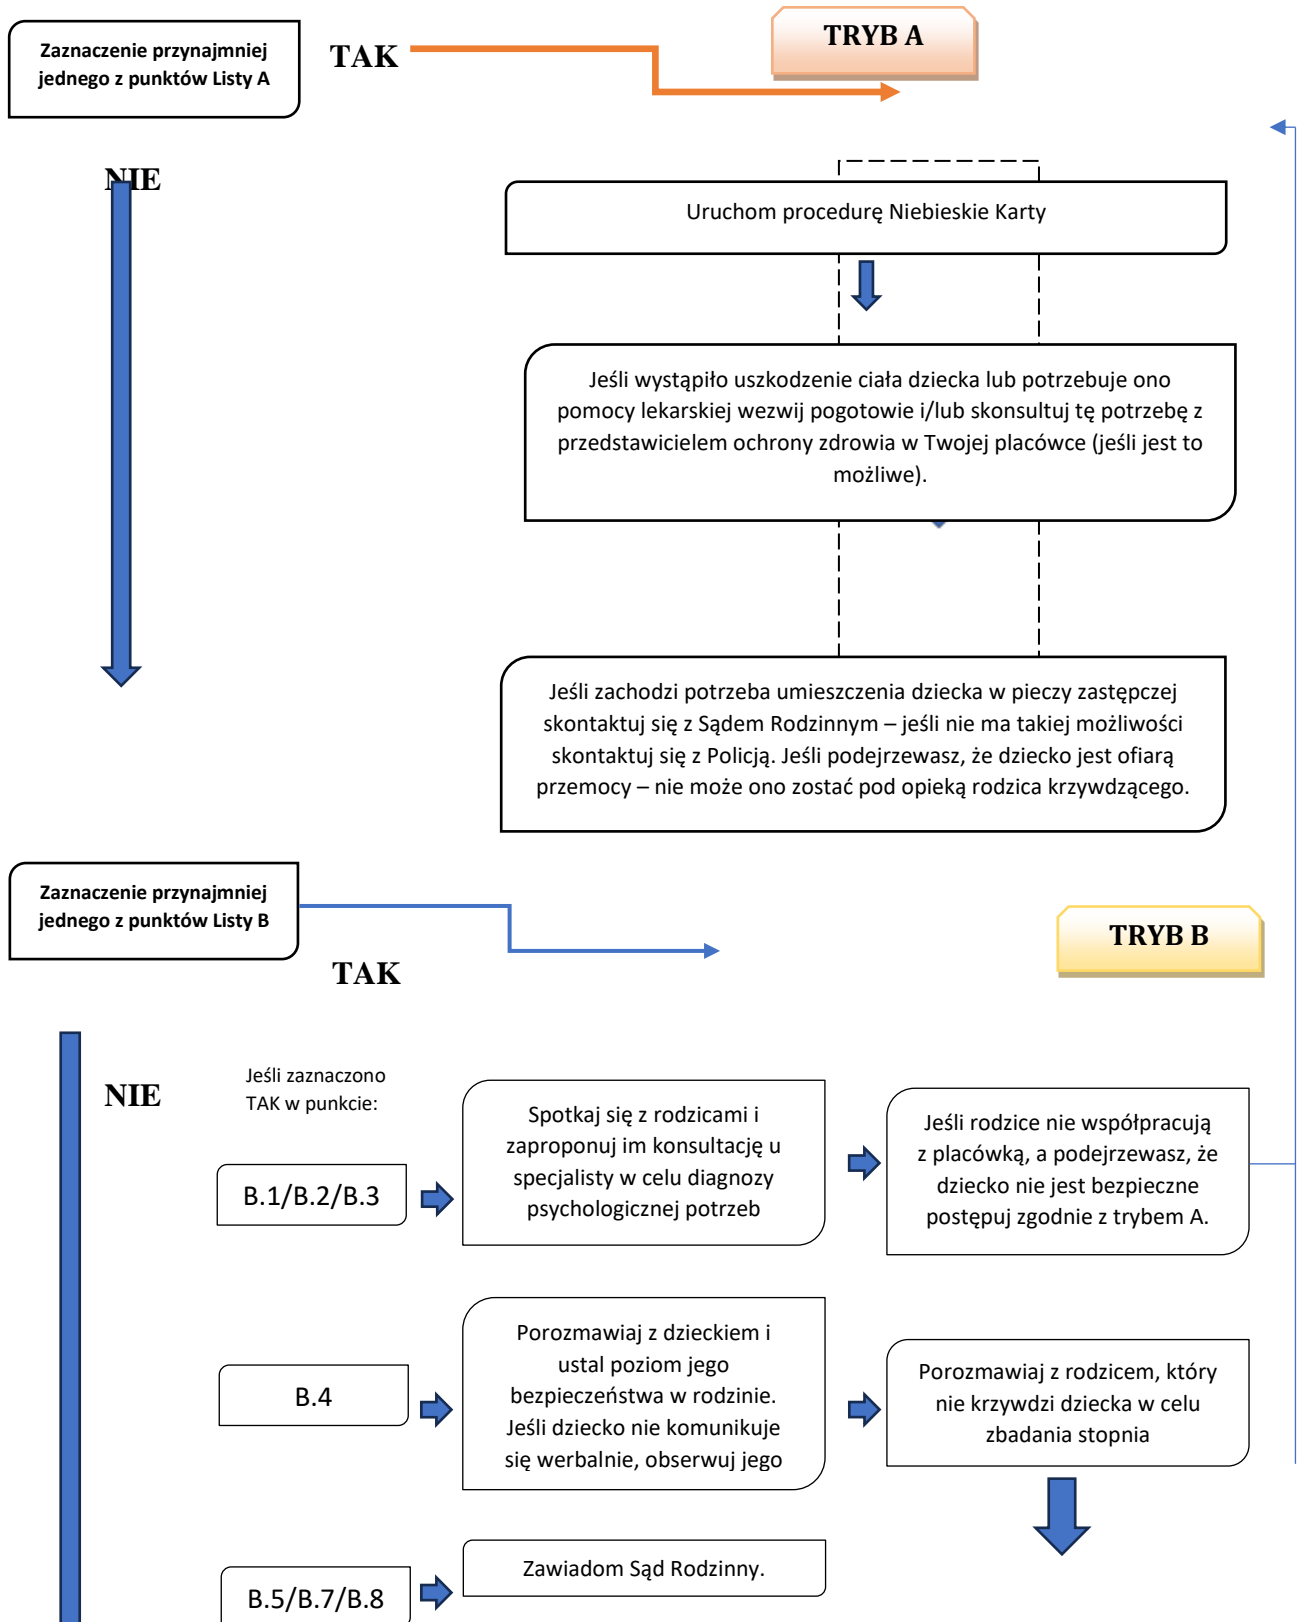 Zaznaczenie przynajmniej
jednego z punktów Listy A
TAK
TRYB A
NIE
Uruchom procedurę Niebieskie Karty
Jeśli wystąpiło uszkodzenie ciała dziecka lub potrzebuje ono
pomocy lekarskiej wezwij pogotowie i/lub skonsultuj tę potrzebę z
przedstawicielem ochrony zdrowia w Twojej placówce (jeśli jest to
możliwe).
Jeśli zachodzi potrzeba umieszczenia dziecka w pieczy zastępczej
skontaktuj się z Sądem Rodzinnym – jeśli nie ma takiej możliwości
skontaktuj się z Policją. Jeśli podejrzewasz, że dziecko jest ofiarą
przemocy – nie może ono zostać pod opieką rodzica krzywdzącego.
Zaznaczenie przynajmniej
jednego z punktów Listy B
TAK
TRYB B
NIE
Jeśli zaznaczono
TAK w punkcie:
B.1/B.2/B.3
Spotkaj się z rodzicami i
zaproponuj im konsultację u
specjalisty w celu diagnozy
psychologicznej potrzeb
Jeśli rodzice nie współpracują
z placówką, a podejrzewasz, że
dziecko nie jest bezpieczne
postępuj zgodnie z trybem A.
B.4
Porozmawiaj z dzieckiem i
ustal poziom jego
bezpieczeństwa w rodzinie.
Jeśli dziecko nie komunikuje
się werbalnie, obserwuj jego
Porozmawiaj z rodzicem, który
nie krzywdzi dziecka w celu
zbadania stopnia
B.5/B.7/B.8
Zawiadom Sąd Rodzinny.